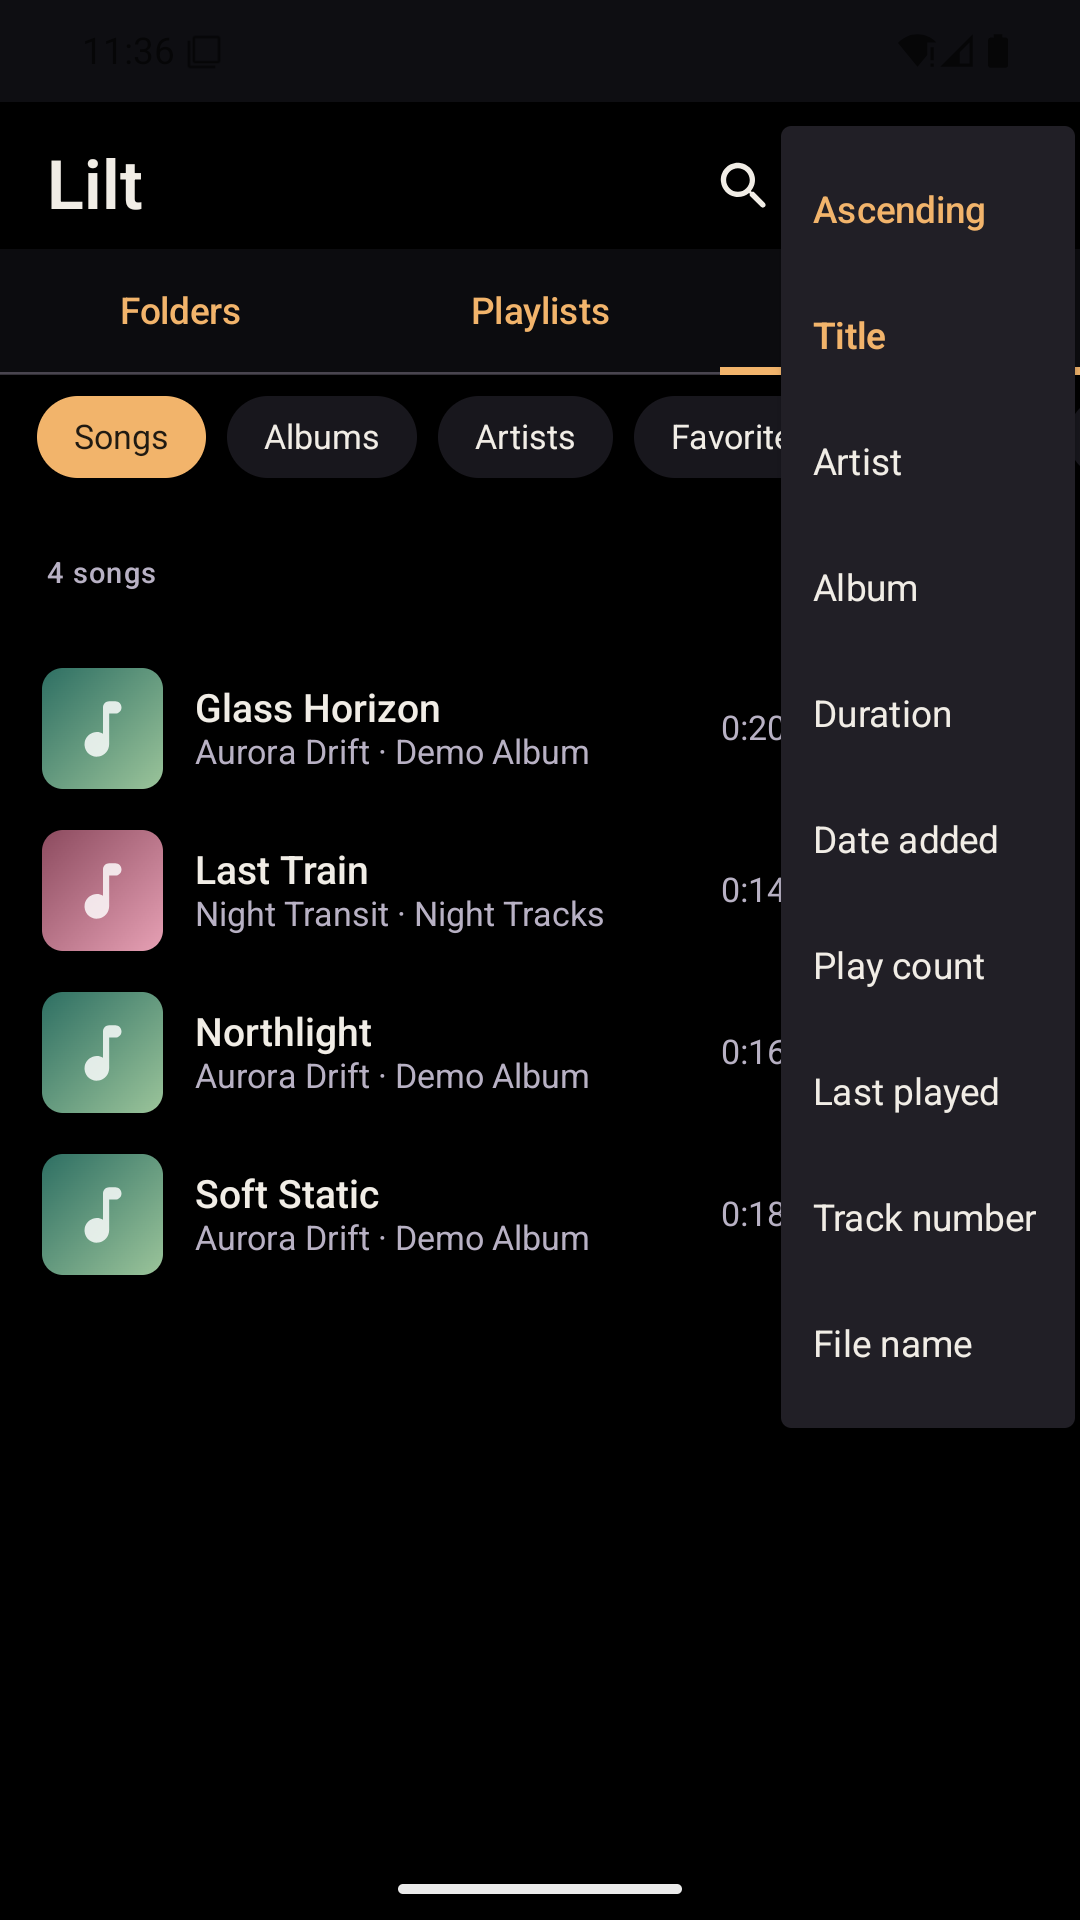 11:36
Lilt
Folders
Playlists
Songs
Albums
Artists
Favorite
4 songs
Glass Horizon
Aurora Drift · Demo Album
0:20
Last Train
Night Transit · Night Tracks
0:14
Northlight
Aurora Drift · Demo Album
0:16
Soft Static
Aurora Drift · Demo Album
0:18
Ascending
Title
Artist
Album
Duration
Date added
Play count
Last played
Track number
File name